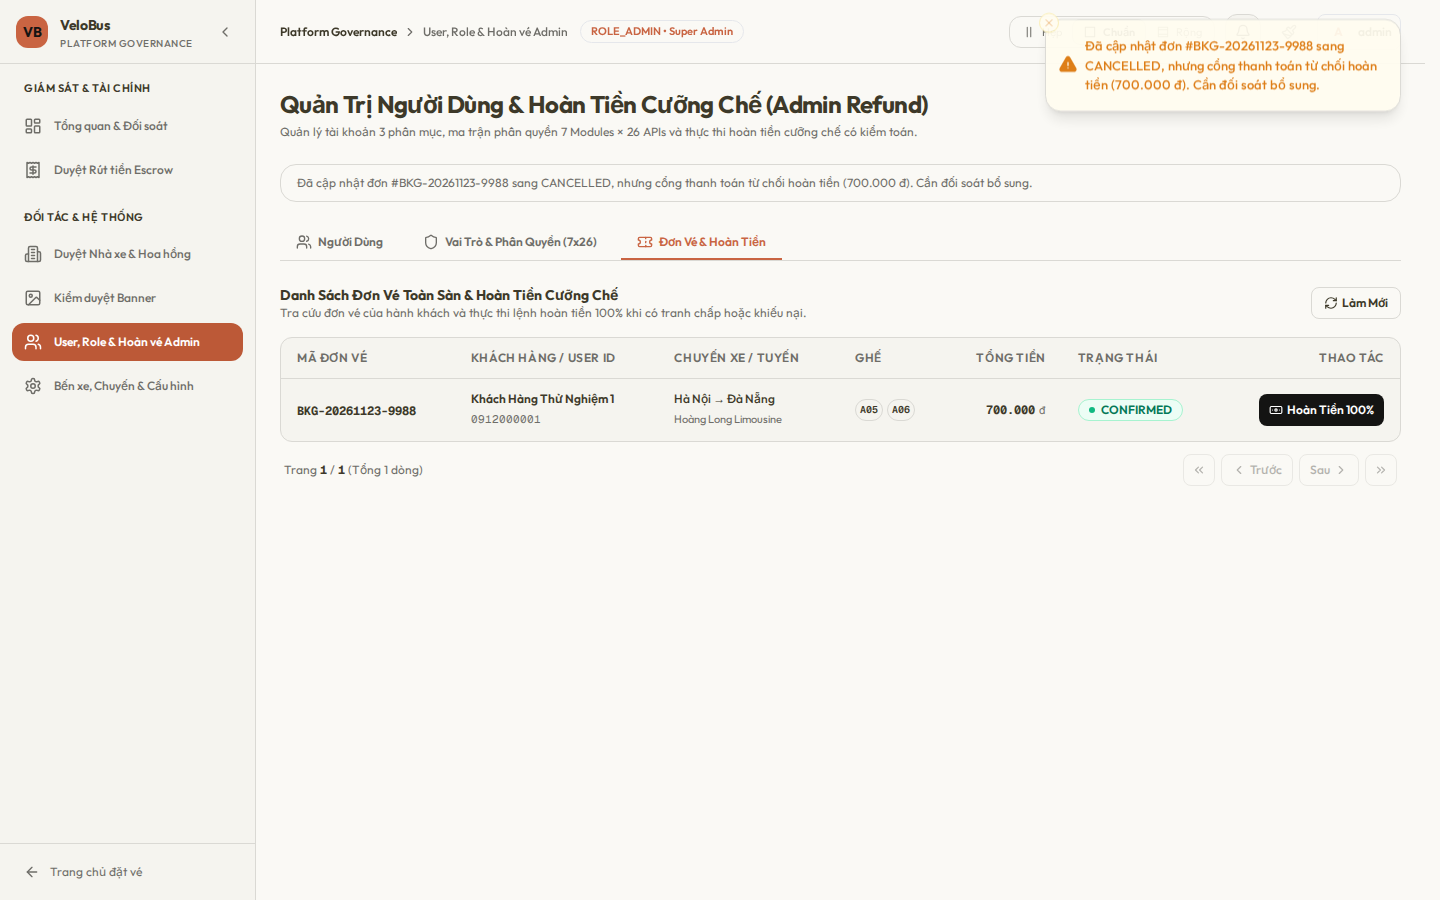 VB
VeloBus
PLATFORM GOVERNANCE
GIÁM SÁT & TÀI CHÍNH
Tổng quan & Đối soát
Duyệt Rút tiền Escrow
ĐỐI TÁC & HỆ THỐNG
Duyệt Nhà xe & Hoa hồng
Kiểm duyệt Banner
User, Role & Hoàn vé Admin
Bến xe, Chuyến & Cấu hình
Trang chủ đặt vé
Platform Governance
User, Role & Hoàn vé Admin
ROLE_ADMIN • Super Admin
Đã cập nhật đơn #BKG-20261123-9988 sang
CANCELLED, nhưng cổng thanh toán từ chối hoàn
tiền (700.000 đ). Cần đối soát bổ sung.
admin
Quản Trị Người Dùng & Hoàn Tiền Cưỡng Chế (Admin Refund)
Quản lý tài khoản 3 phân mục, ma trận phân quyền 7 Modules × 26 APIs và thực thi hoàn tiền cưỡng chế có kiểm toán.
Đã cập nhật đơn #BKG-20261123-9988 sang CANCELLED, nhưng cổng thanh toán từ chối hoàn tiền (700.000 đ). Cần đối soát bổ sung.
Người Dùng
Vai Trò & Phân Quyền (7x26)
Đơn Vé & Hoàn Tiền
Danh Sách Đơn Vé Toàn Sàn & Hoàn Tiền Cưỡng Chế
Tra cứu đơn vé của hành khách và thực thi lệnh hoàn tiền 100% khi có tranh chấp hoặc khiếu nại.
Làm Mới
MÃ ĐƠN VÉ
KHÁCH HÀNG / USER ID
CHUYẾN XE / TUYẾN
GHẾ
TỔNG TIỀN
TRẠNG THÁI
THAO TÁC
BKG-20261123-9988
Khách Hàng Thử Nghiệm 1
0912000001
Hà Nội → Đà Nẵng
Hoàng Long Limousine
A05
A06
700.000 đ
CONFIRMED
Hoàn Tiền 100%
Trang 1 / 1 (Tổng 1 dòng)
Trước
Sau